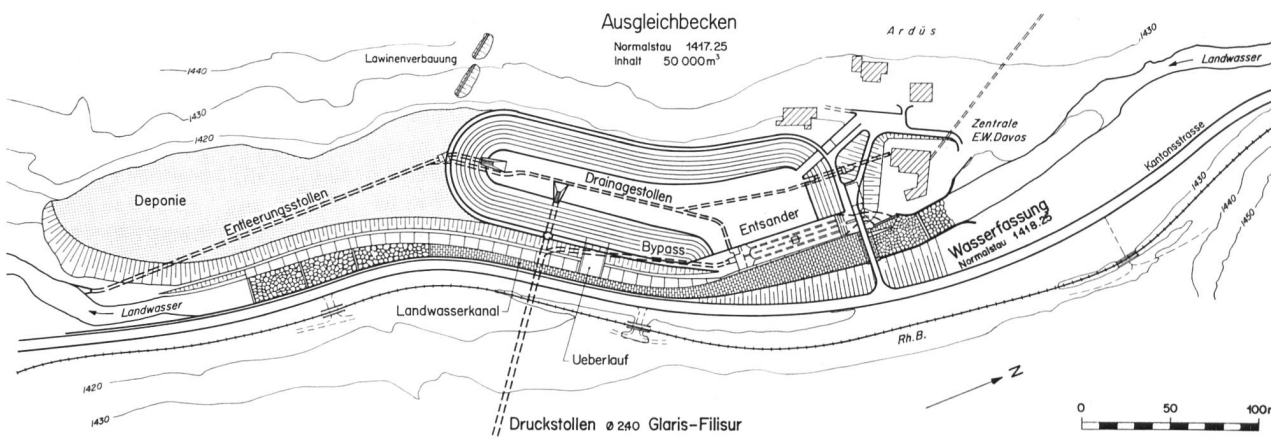 Ausgleichbecken
Normalstau 1417.25
Inhalt 50 000 m³
Ardüs
1430
Landwasser
1440
Lawinenverbauung
1430
1420
Zentrale
E.W. Davos
Kantonsstrasse
1430
1440
1450
Deponie
Entleerungsstollen
Drainagestollen
Entsander
Bypass
Wasserfassung
Normalstau 1418.25
Landwasser
Landwasserkanal
Ueberlauf
Rh.B.
1420
1430
N
Druckstollen ø 240 Glaris-Filisur
0 50 100m